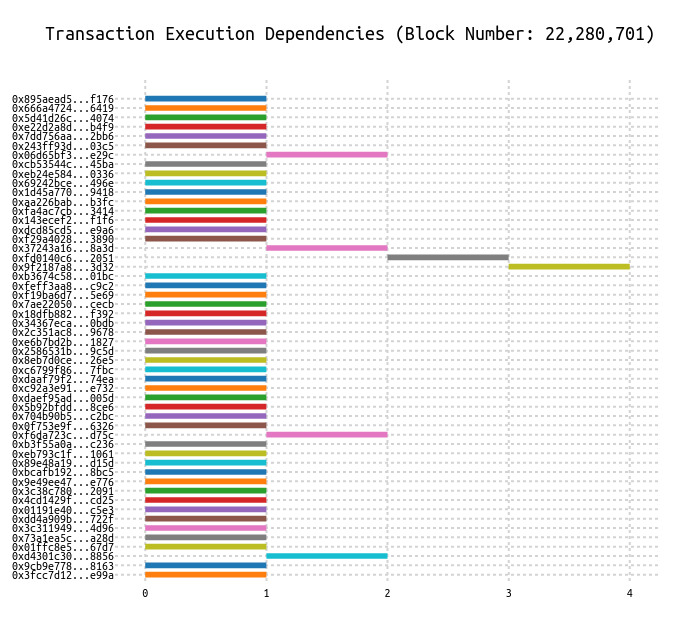 Transaction Execution Dependencies (Block Number: 22,280,701)
0x895aead5...f176
0x666a4724...6419
0x5d41d26c...4074
0xe22d2a8d...b4f9
0x7dd756aa...2bb6
0x243ff93d...03c5
0x06d65bf3...e29c
0xcb53544c...45ba
0xeb24e584...0336
0x69242bce...496e
0x1d45a770...9418
0xaa226bab...b3fc
0xfa4ac7cb...3414
0x143ecef2...f1f6
0xdcd85cd5...e9a6
0xf29a4028...3890
0x37243a16...8a3d
0xfd0140c6...2051
0x9f2187a8...3d32
0xb3674c58...01bc
0xfeff3aa8...c9c2
0xf19ba6d7...5e69
0x7ae22050...cecb
0x18dfb882...f392
0x34367eca...0bdb
0x2c351ac8...9678
0xe6b7bd2b...1827
0x2586531b...9c5d
0x8eb7d0ce...26e5
0xc6799f86...7fbc
0xdaaf79f2...74ea
0xc92a3e91...e732
0xdaef95ad...005d
0x5b92bfdd...8ce6
0x704b90b5...c2bc
0x0f753e9f...6326
0xf6da723c...d75c
0xb3f55a0a...c236
0xeb793c1f...1061
0x89e48a19...d15d
0xbcafb192...8bc5
0x9e49ee47...e776
0x3c38c780...2091
0x4cd1429f...cd25
0x01191e40...c5e3
0xdd4a909b...722f
0x3c311949...4d96
0x73a1ea5c...a28d
0x01ffc8e5...67d7
0xd4301c30...8856
0x9cb9e778...8163
0x3fcc7d12...e99a
0 1 2 3 4